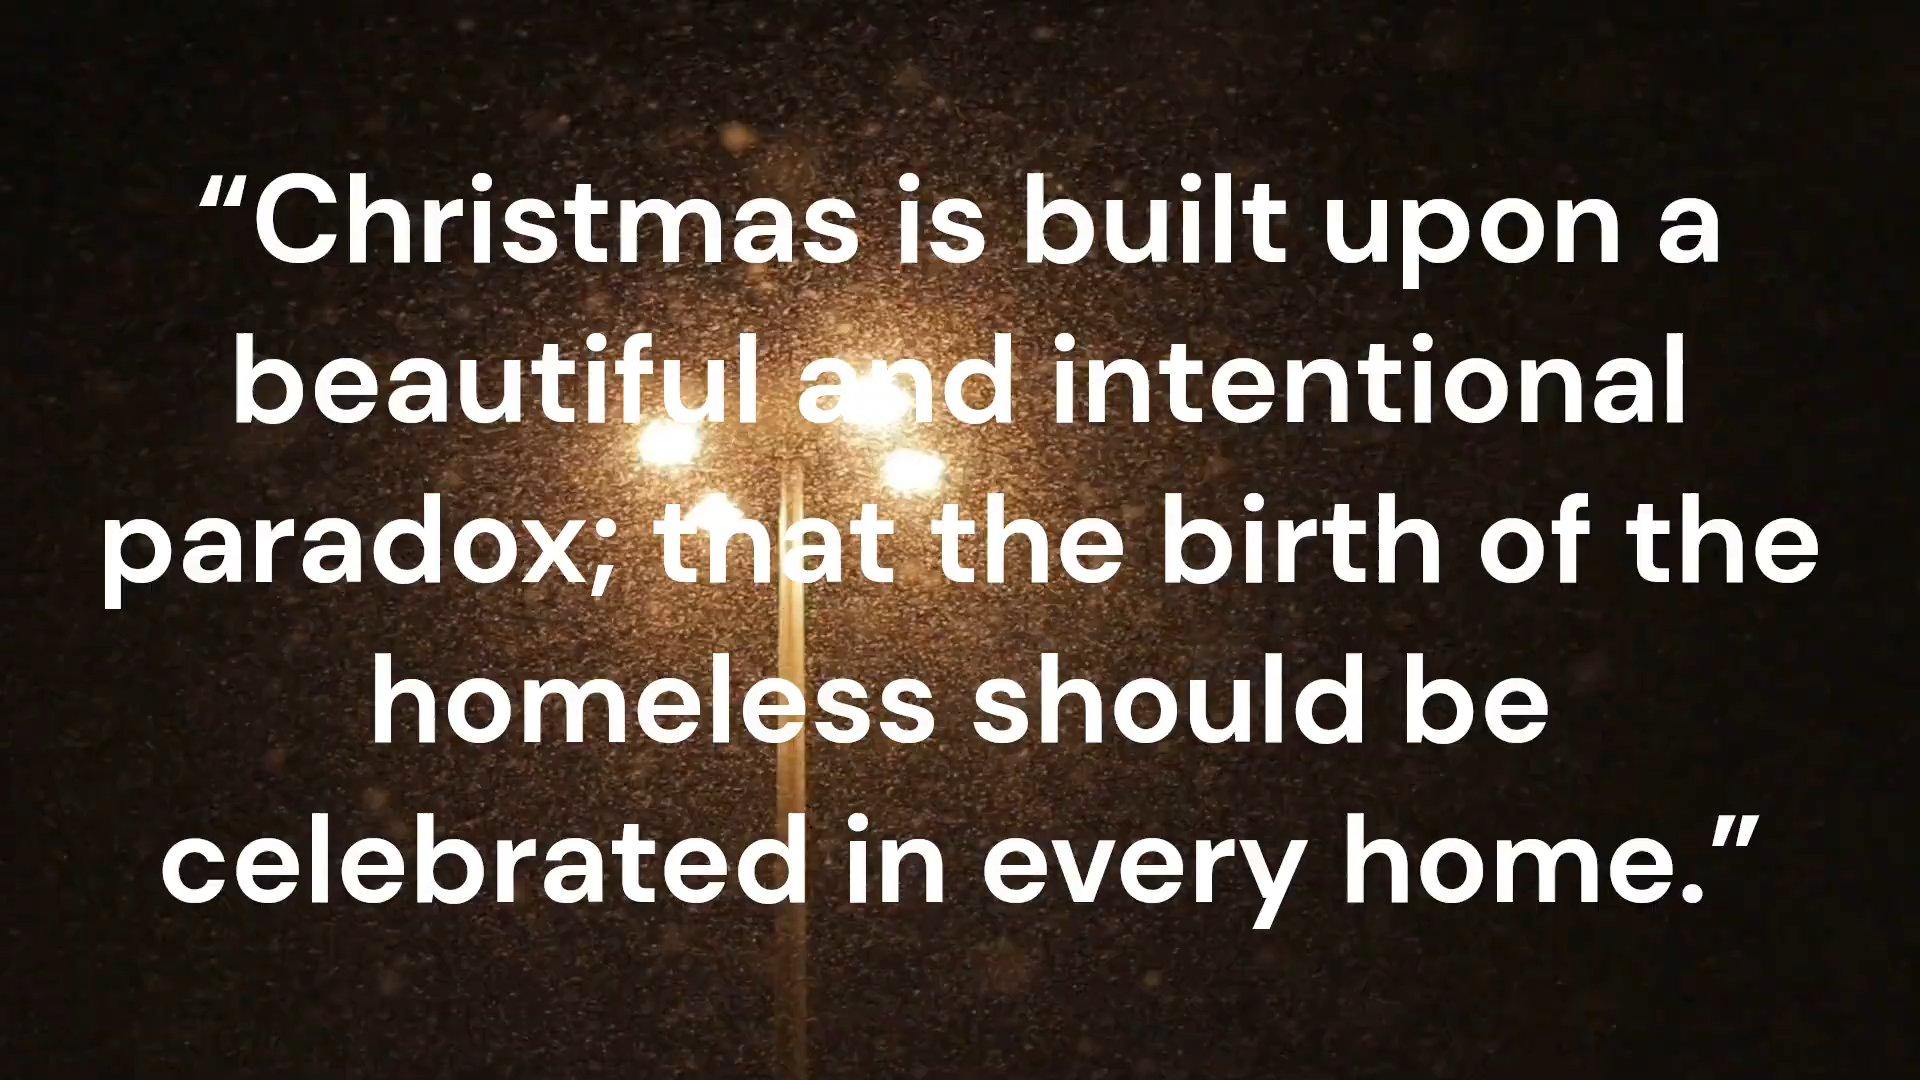 “Christmas is built upon a
beautiful and intentional
paradox; that the birth of the
homeless should be
celebrated in every home.”